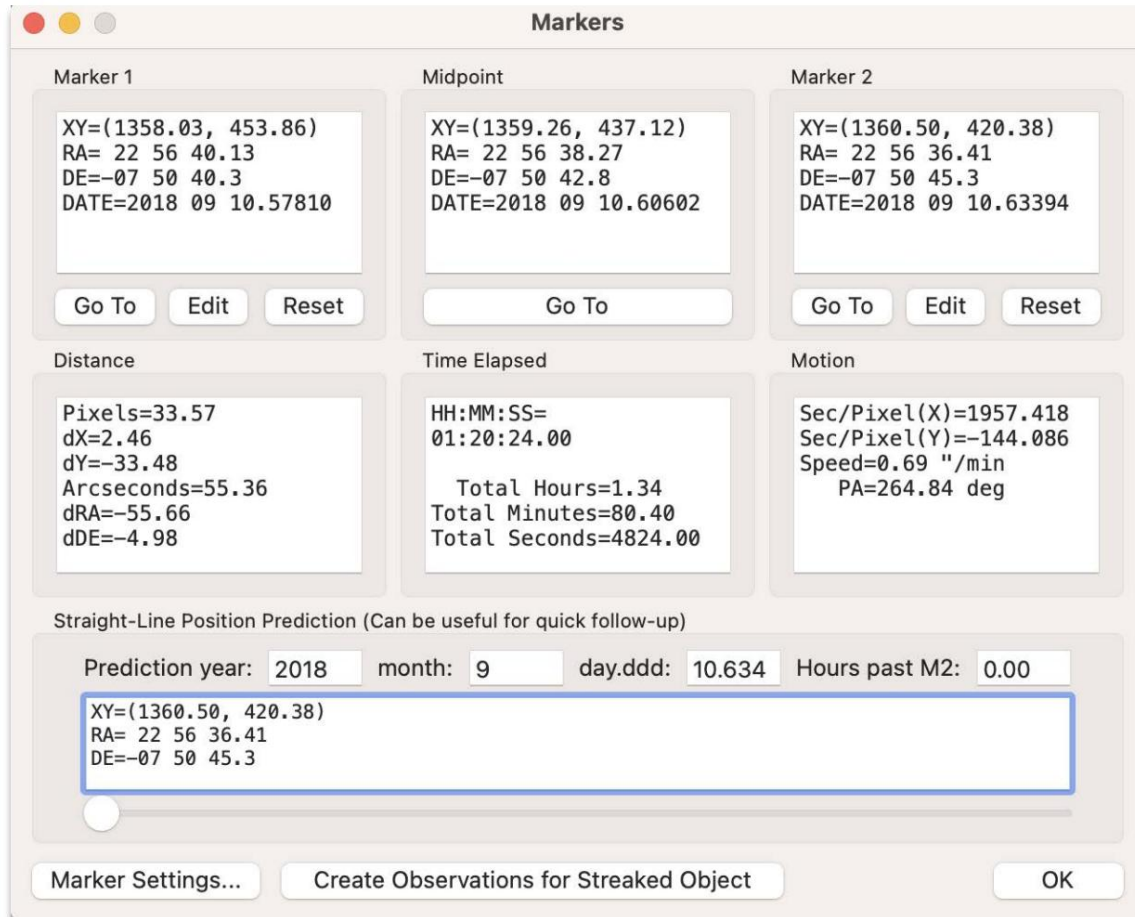 Markers
Marker 1
XY=(1358.03, 453.86)
RA= 22 56 40.13
DE=-07 50 40.3
DATE=2018 09 10.57810
Go To
Edit
Reset
Midpoint
XY=(1359.26, 437.12)
RA= 22 56 38.27
DE=-07 50 42.8
DATE=2018 09 10.60602
Go To
Marker 2
XY=(1360.50, 420.38)
RA= 22 56 36.41
DE=-07 50 45.3
DATE=2018 09 10.63394
Go To
Edit
Reset
Distance
Pixels=33.57
dX=2.46
dY=-33.48
Arcseconds=55.36
dRA=-55.66
dDE=-4.98
Time Elapsed
HH:MM:SS=
01:20:24.00
Total Hours=1.34
Total Minutes=80.40
Total Seconds=4824.00
Motion
Sec/Pixel(X)=1957.418
Sec/Pixel(Y)=-144.086
Speed=0.69 "/min
PA=264.84 deg
Straight-Line Position Prediction (Can be useful for quick follow-up)
Prediction year: 2018 month: 9 day.ddd: 10.634 Hours past M2: 0.00
XY=(1360.50, 420.38)
RA= 22 56 36.41
DE=-07 50 45.3
Marker Settings...
Create Observations for Streaked Object
OK